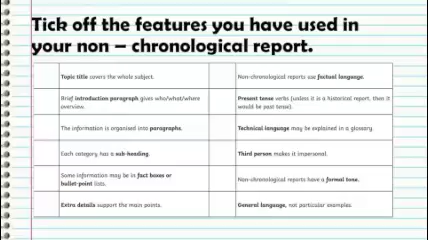 Tick off the features you have used in
your non – chronological report.
Topic title covers the whole subject.
Non-chronological reports use factual language.
Brief introduction paragraph gives who/what/where
overview.
Present tense verbs (unless it is a historical report, then it
would be past tense).
The information is organised into paragraphs.
Technical language may be explained in a glossary.
Each category has a sub-heading.
Third person makes it impersonal.
Some information may be in fact boxes or
bullet-point lists.
Non-chronological reports have a formal tone.
Extra details support the main points.
General language, not particular examples.